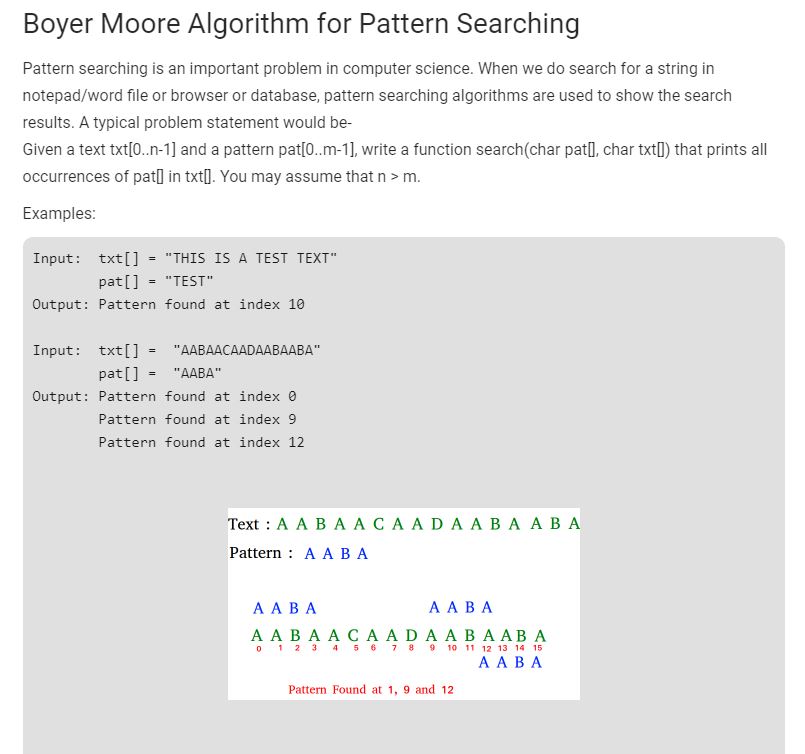 Boyer Moore Algorithm for Pattern Searching
Pattern searching is an important problem in computer science. When we do search for a string in
notepad/word file or browser or database, pattern searching algorithms are used to show the search
results. A typical problem statement would be-
Given a text txt[0..n-1] and a pattern pat[0..m-1], write a function search(char pat[], char txt[]) that prints all
occurrences of pat[] in txt[]. You may assume that n > m.
Examples:
Input:  txt[] = "THIS IS A TEST TEXT"
        pat[] = "TEST"
Output: Pattern found at index 10
Input:  txt[] =  "AABAACAADAABAABA"
        pat[] =  "AABA"
Output: Pattern found at index 0
        Pattern found at index 9
        Pattern found at index 12
Text : A A B A A C A A D A A B A A B A
Pattern : A A B A
A A B A A A B A
A A B A A C A A D A A B A A B A
0 1 2 3 4 5 6 7 8 9 10 11 12 13 14 15
A A B A
Pattern Found at 1, 9 and 12